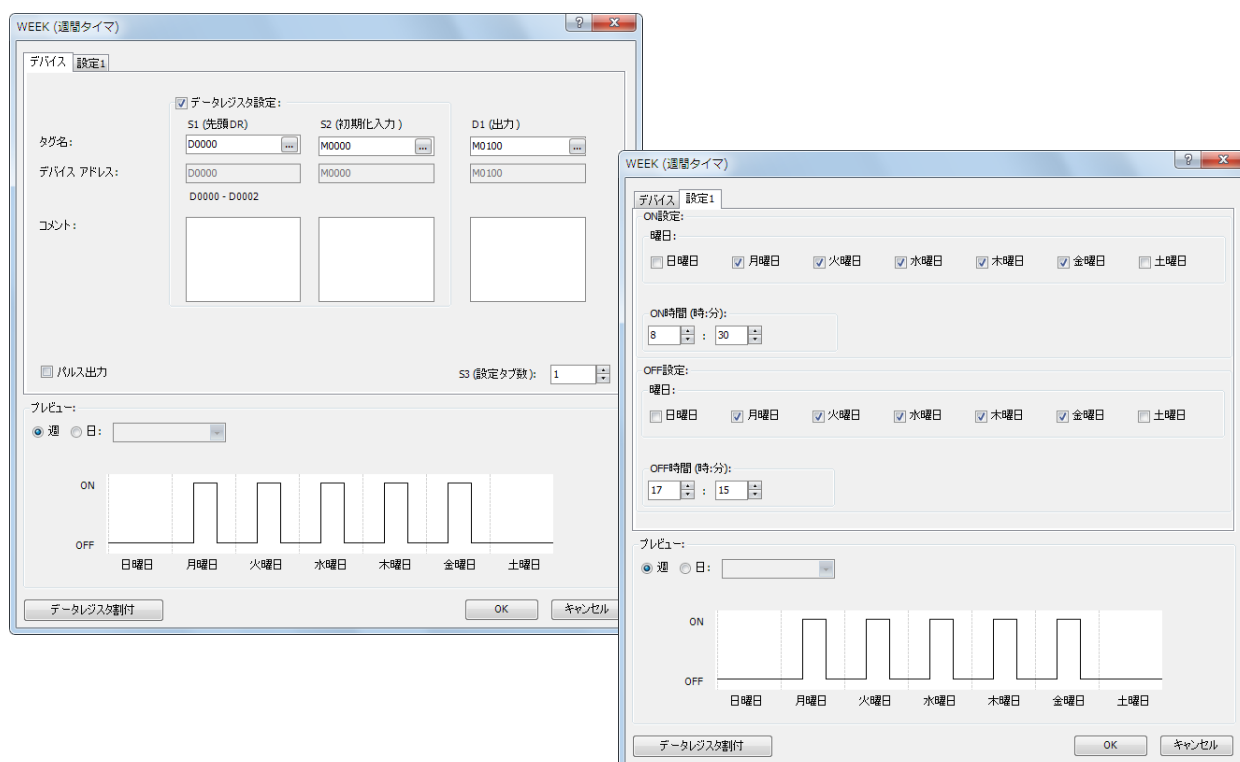 WEEK (週間タイマ)
デバイス 設定1
データレジスタ設定:
S1 (先頭DR) S2 (初期化入力) D1 (出力)
タグ名: D0000 ... M0000 ... M0100 ...
デバイス アドレス: D0000 M0000 M0100
D0000 - D0002
コメント:
パルス出力 S3 (設定タブ数): 1
プレビュー:
週 日:
ON
OFF
日曜日 月曜日 火曜日 水曜日 木曜日 金曜日 土曜日
データレジスタ割付 OK キャンセル
WEEK (週間タイマ)
デバイス 設定1
ON設定:
曜日:
日曜日 月曜日 火曜日 水曜日 木曜日 金曜日 土曜日
ON時間 (時:分):
8 : 30
OFF設定:
曜日:
日曜日 月曜日 火曜日 水曜日 木曜日 金曜日 土曜日
OFF時間 (時:分):
17 : 15
プレビュー:
週 日:
ON
OFF
日曜日 月曜日 火曜日 水曜日 木曜日 金曜日 土曜日
データレジスタ割付 OK キャンセル